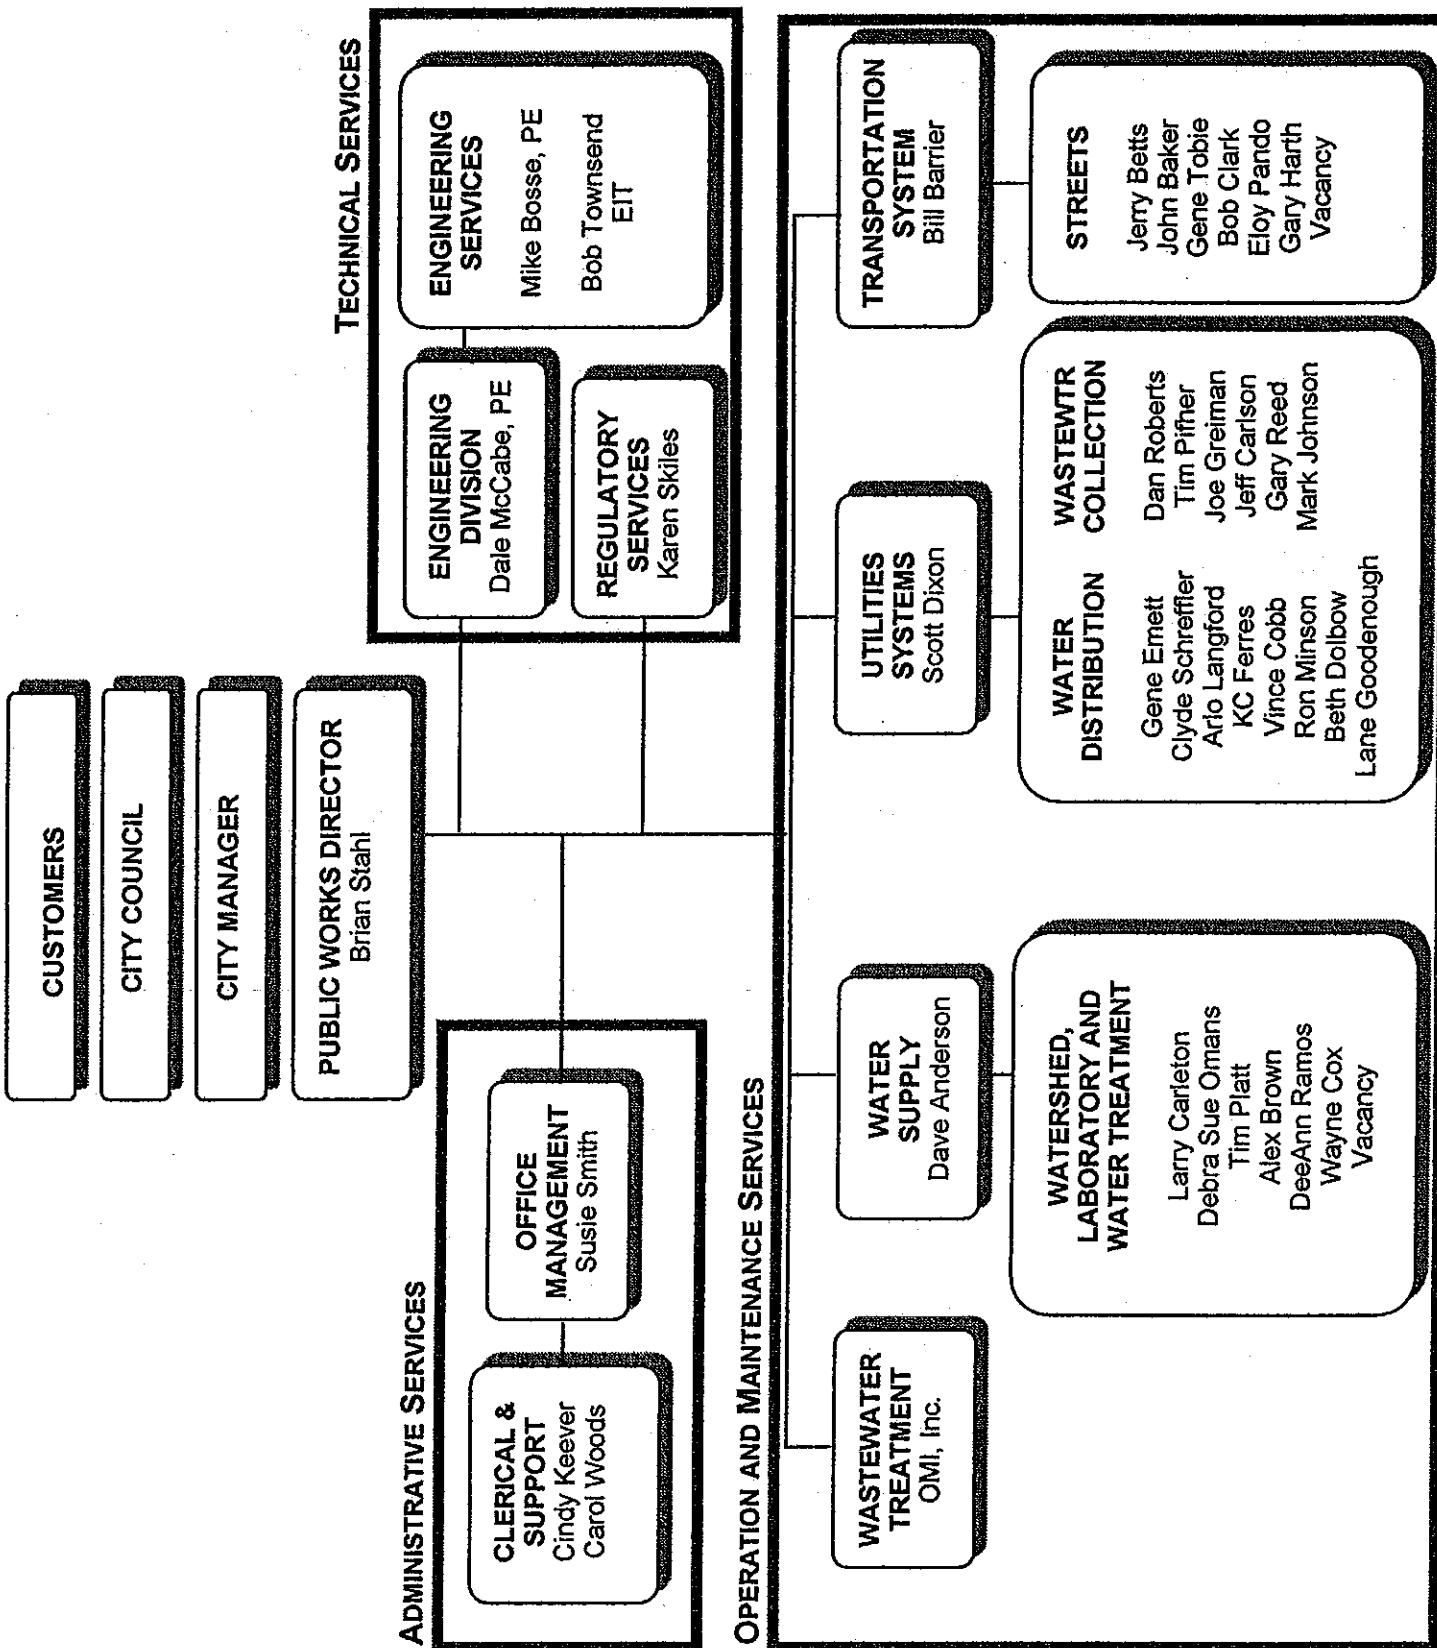 CUSTOMERS
CITY COUNCIL
CITY MANAGER
PUBLIC WORKS DIRECTOR
Brian Stahl
ADMINISTRATIVE SERVICES
CLERICAL &
SUPPORT
Cindy Keever
Carol Woods
OFFICE
MANAGEMENT
Susie Smith
TECHNICAL SERVICES
ENGINEERING
DIVISION
Dale McCabe, PE
ENGINEERING
SERVICES
Mike Bosse, PE
Bob Townsend
EIT
REGULATORY
SERVICES
Karen Skiles
OPERATION AND MAINTENANCE SERVICES
WASTEWATER
TREATMENT
OMI, Inc.
WATER
SUPPLY
Dave Anderson
WATERSHED,
LABORATORY AND
WATER TREATMENT
Larry Carleton
Debra Sue Omans
Tim Platt
Alex Brown
DeeAnn Ramos
Wayne Cox
Vacancy
UTILITIES
SYSTEMS
Scott Dixon
WATER
DISTRIBUTION
Gene Emett
Clyde Schreffler
Arlo Langford
KC Ferres
Vince Cobb
Ron Minson
Beth Dolbow
Lane Goodenough
WASTEWTR
COLLECTION
Dan Roberts
Tim Pifher
Joe Greiman
Jeff Carlson
Gary Reed
Mark Johnson
TRANSPORTATION
SYSTEM
Bill Barrier
STREETS
Jerry Betts
John Baker
Gene Tobie
Bob Clark
Eloy Pando
Gary Harth
Vacancy